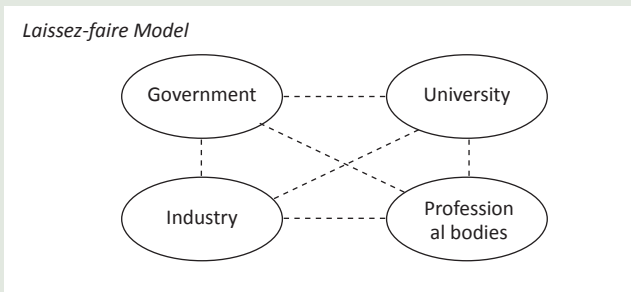 Laissez-faire Model
Government
University
Industry
Profession
al bodies